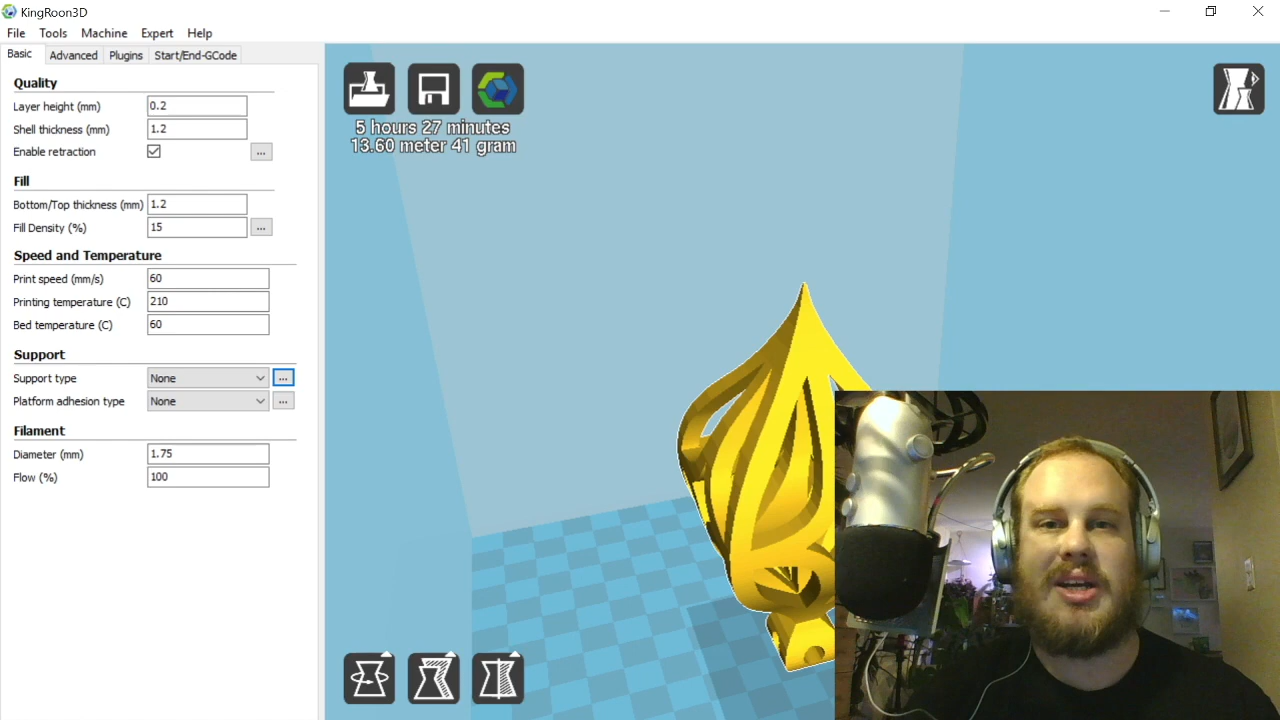 KingRoon3D
File Tools Machine Expert Help
Basic Advanced Plugins Start/End-GCode
Quality
Layer height (mm) 0.2
Shell thickness (mm) 1.2
Enable retraction ...
Fill
Bottom/Top thickness (mm) 1.2
Fill Density (%) 15 ...
Speed and Temperature
Print speed (mm/s) 60
Printing temperature (C) 210
Bed temperature (C) 60
Support
Support type None ...
Platform adhesion type None ...
Filament
Diameter (mm) 1.75
Flow (%) 100
5 hours 27 minutes
13.60 meter 41 gram